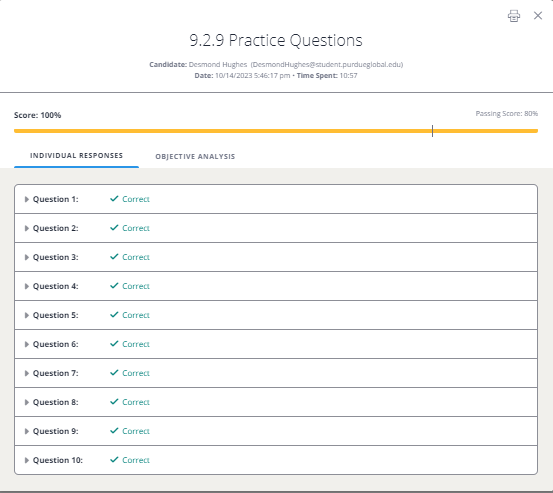 9.2.9 Practice Questions
Candidate: Desmond Hughes (DesmondHughes@student.purdueglobal.edu)
Date: 10/14/2023 5:46:17 pm • Time Spent: 10:57
Score: 100%
Passing Score: 80%
INDIVIDUAL RESPONSES OBJECTIVE ANALYSIS
Question 1: Correct
Question 2: Correct
Question 3: Correct
Question 4: Correct
Question 5: Correct
Question 6: Correct
Question 7: Correct
Question 8: Correct
Question 9: Correct
Question 10: Correct